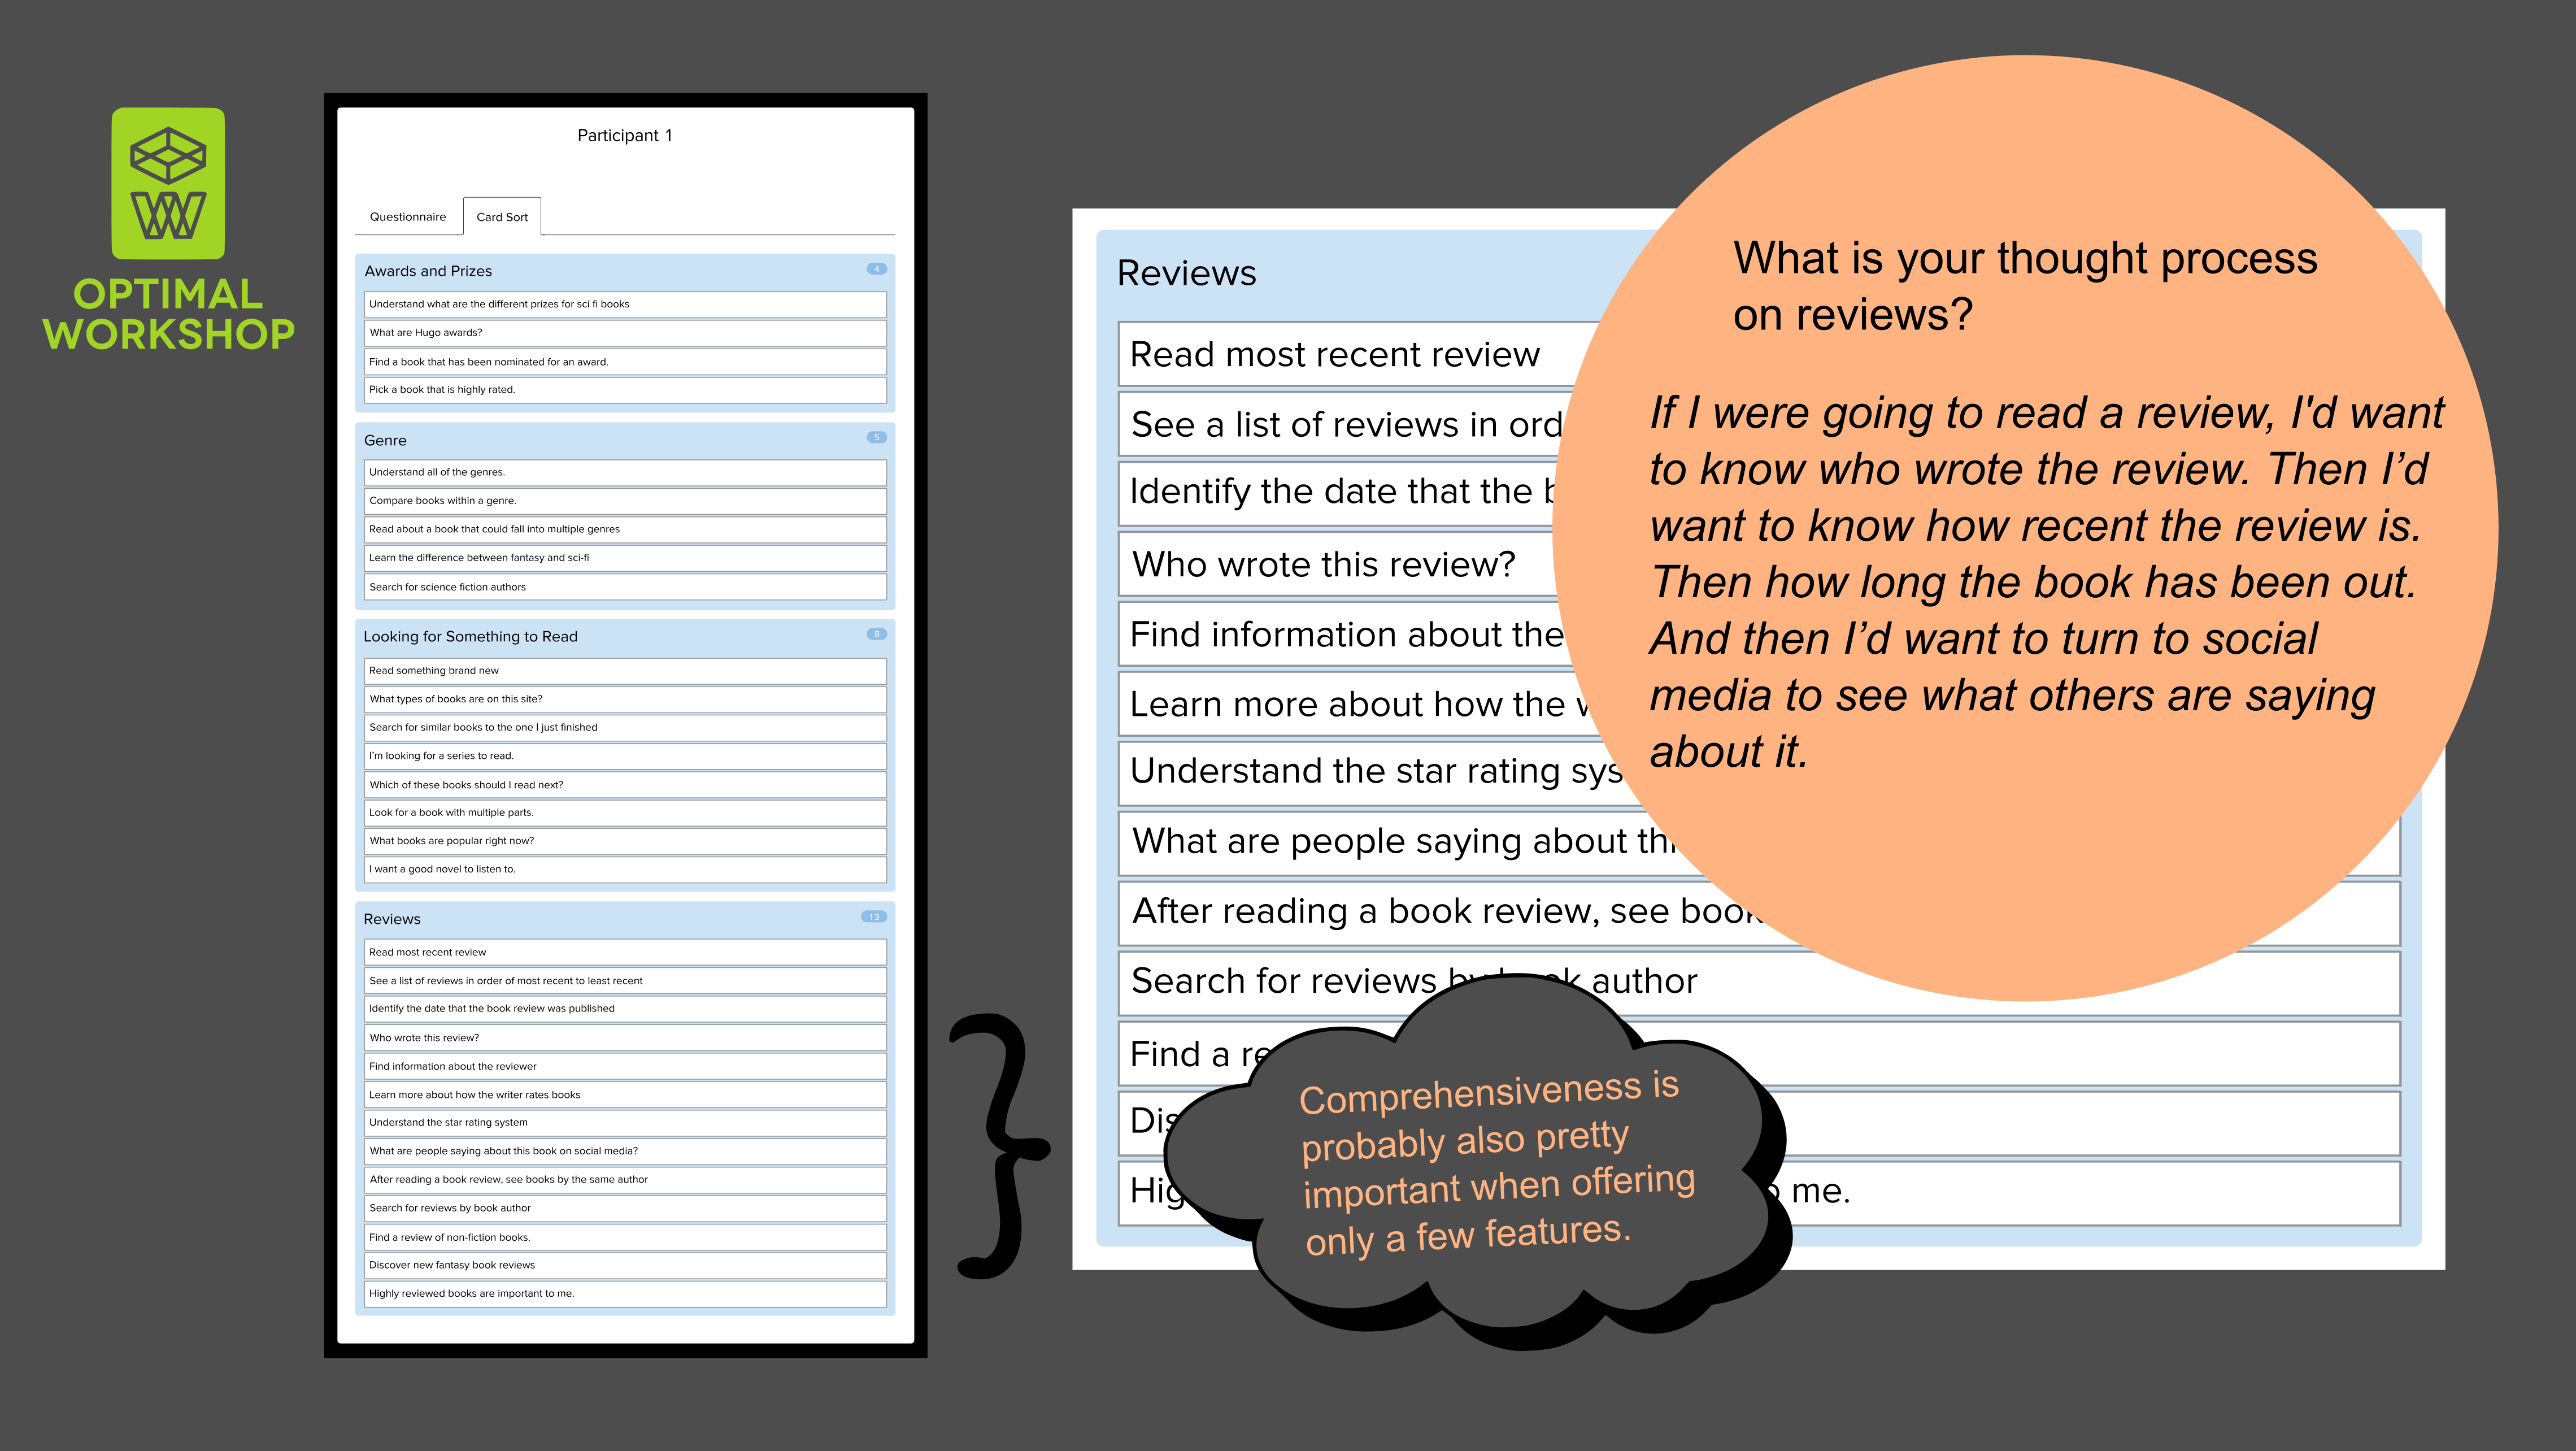 OPTIMAL
WORKSHOP
Participant 1
Questionnaire
Card Sort
Awards and Prizes
4
Understand what are the different prizes for sci fi books
What are Hugo awards?
Find a book that has been nominated for an award.
Pick a book that is highly rated.
Genre
5
Understand all of the genres.
Compare books within a genre.
Read about a book that could fall into multiple genres
Learn the difference between fantasy and sci-fi
Search for science fiction authors
Looking for Something to Read
8
Read something brand new
What types of books are on this site?
Search for similar books to the one I just finished
I'm looking for a series to read.
Which of these books should I read next?
Look for a book with multiple parts.
What books are popular right now?
I want a good novel to listen to.
Reviews
13
Read most recent review
See a list of reviews in order of most recent to least recent
Identify the date that the book review was published
Who wrote this review?
Find information about the reviewer
Learn more about how the writer rates books
Understand the star rating system
What are people saying about this book on social media?
After reading a book review, see books by the same author
Search for reviews by book author
Find a review of non-fiction books.
Discover new fantasy book reviews
Highly reviewed books are important to me.
Reviews
Read most recent review
See a list of reviews in
Identify the date that the
Who wrote this review?
Find information about the
Learn more about how the
Understand the star rating
What are people saying about
After reading a book review, see
Search for reviews author
Find a
me.
What is your thought process
on reviews?
If I were going to read a review, I'd want
to know who wrote the review. Then I’d
want to know how recent the review is.
Then how long the book has been out.
And then I’d want to turn to social
media to see what others are saying
about it.
Comprehensiveness is
probably also pretty
important when offering
only a few features.